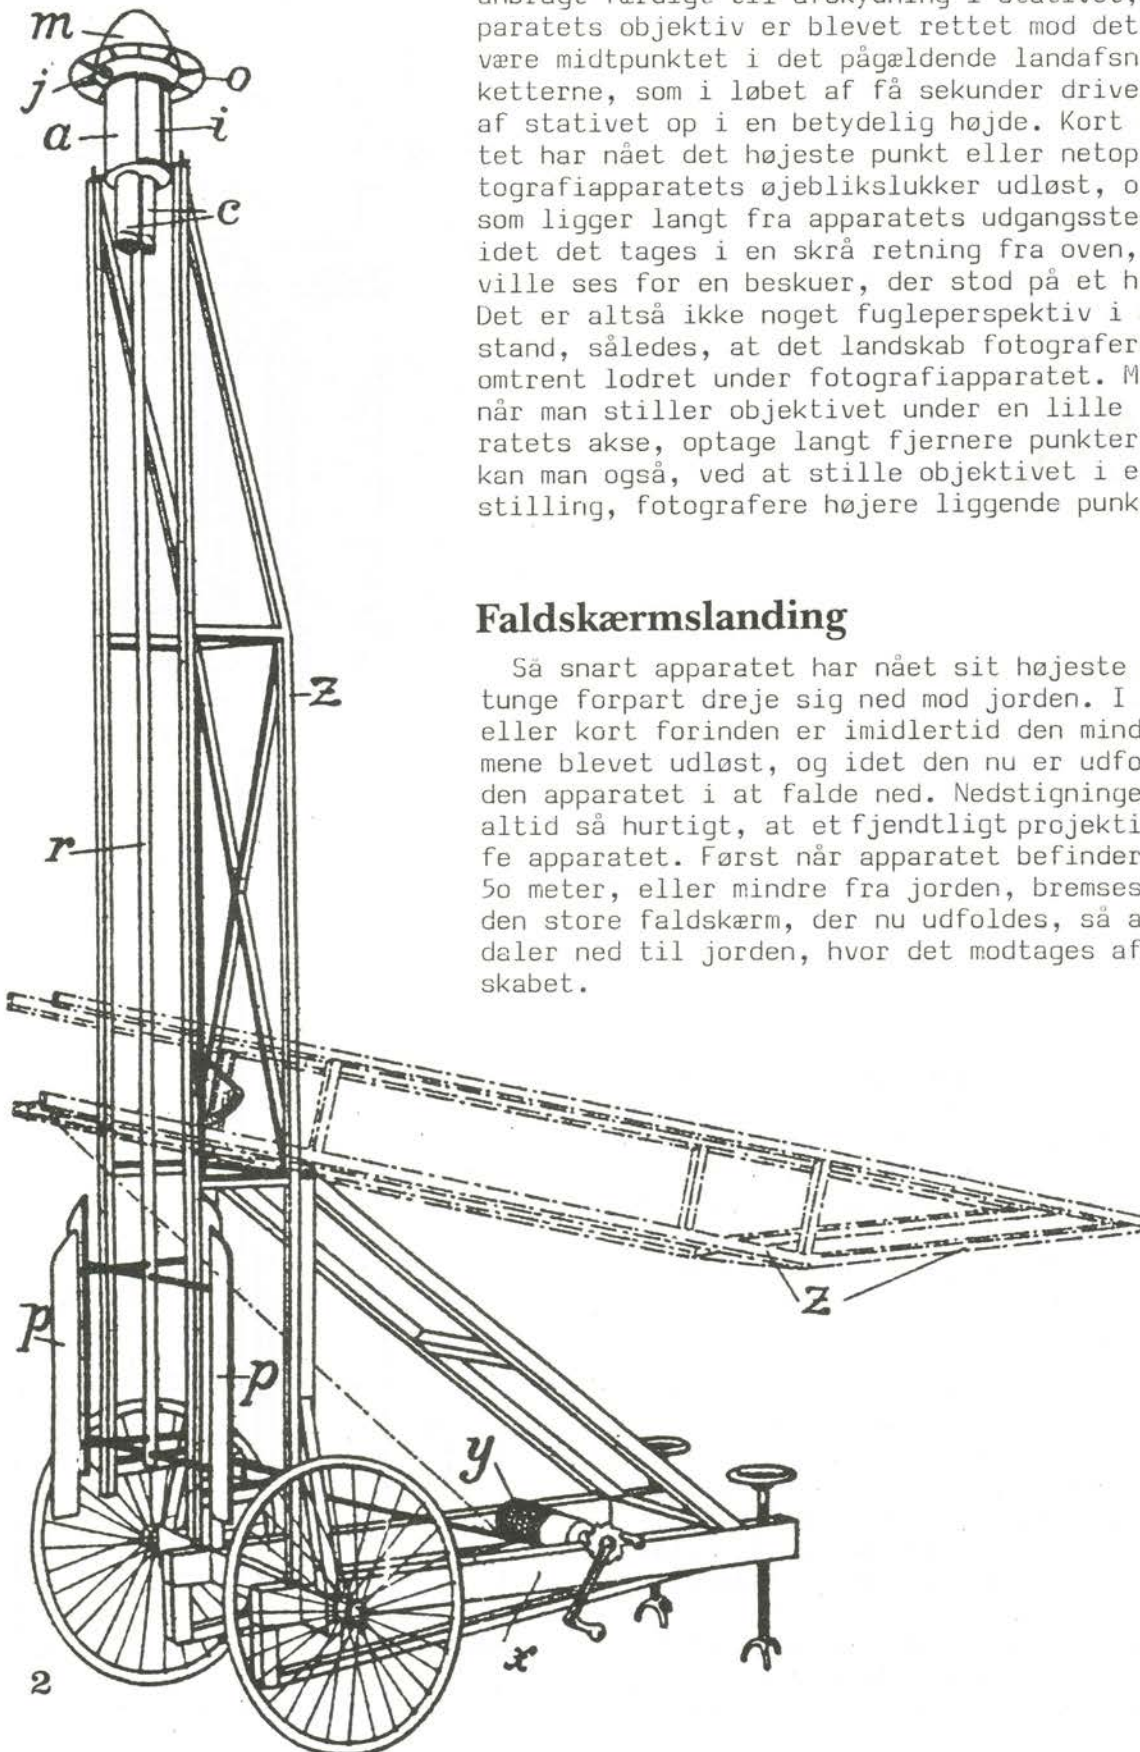 paratets objektiv er blevet rettet mod det
være midtpunktet i det pågældende landafsn
ketterne, som i løbet af få sekunder drive
af stativet op i en betydelig højde. Kort
tet har nået det højeste punkt eller netop
tografiapparatets øjeblikslukker udløst, o
som ligger langt fra apparatets udgangsste
idet det tages i en skrå retning fra oven,
ville ses for en beskuer, der stod på et h
Det er altså ikke noget fugleperspektiv i
stand, således, at det landskab fotografer
omtrent lodret under fotografiapparatet. M
når man stiller objektivet under en lille
ratets akse, optage langt fjernere punkter
kan man også, ved at stille objektivet i e
stilling, fotografere højere liggende punk
Faldskærmslanding
Så snart apparatet har nået sit højeste
tunge forpart dreje sig ned mod jorden. I
eller kort forinden er imidlertid den mind
mene blevet udløst, og idet den nu er udfo
den apparatet i at falde ned. Nedstigninge
altid så hurtigt, at et fjendtligt projekti
fe apparatet. Først når apparatet befinder
5o meter, eller mindre fra jorden, bremses
den store faldskærm, der nu udfoldes, så a
daler ned til jorden, hvor det modtages af
skabet.
m
j
o
a
i
c
z
r
z
p
p
y
x
2